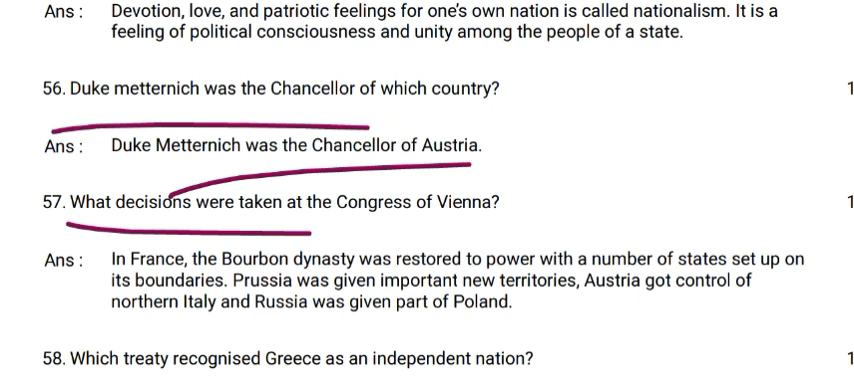 Ans : Devotion, love, and patriotic feelings for one's own nation is called nationalism. It is a
feeling of political consciousness and unity among the people of a state.
56. Duke metternich was the Chancellor of which country? 1
Ans : Duke Metternich was the Chancellor of Austria.
57. What decisions were taken at the Congress of Vienna? 1
Ans : In France, the Bourbon dynasty was restored to power with a number of states set up on
its boundaries. Prussia was given important new territories, Austria got control of
northern Italy and Russia was given part of Poland.
58. Which treaty recognised Greece as an independent nation? 1